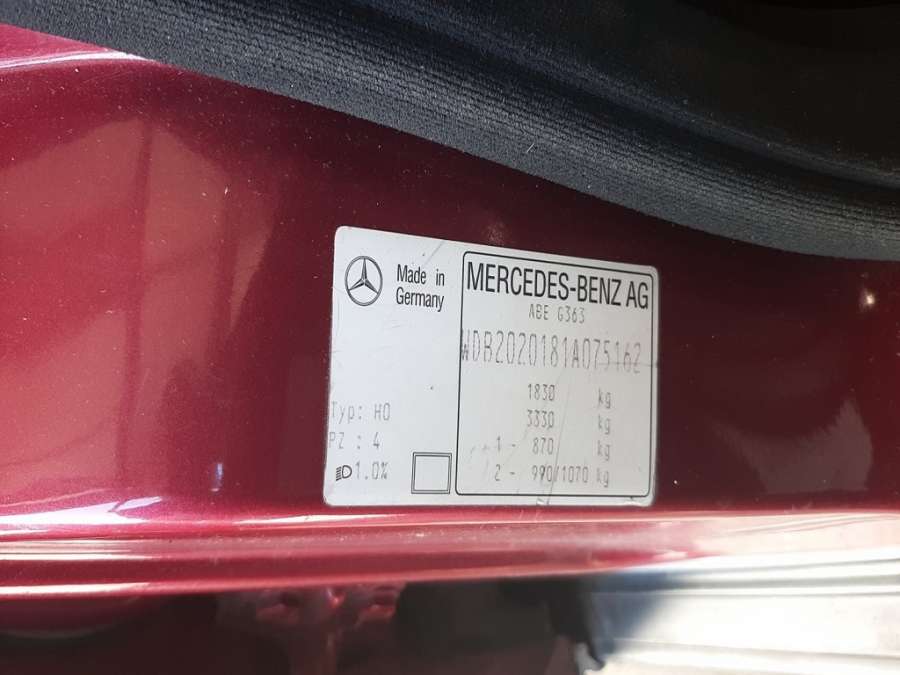 Made in
Germany
MERCEDES-BENZ AG
ABE G363
WDB2020181A075162
1830 kg
3330 kg
1 - 870 kg
2 - 990/1070 kg
Typ: HO
PZ : 4
1.0%